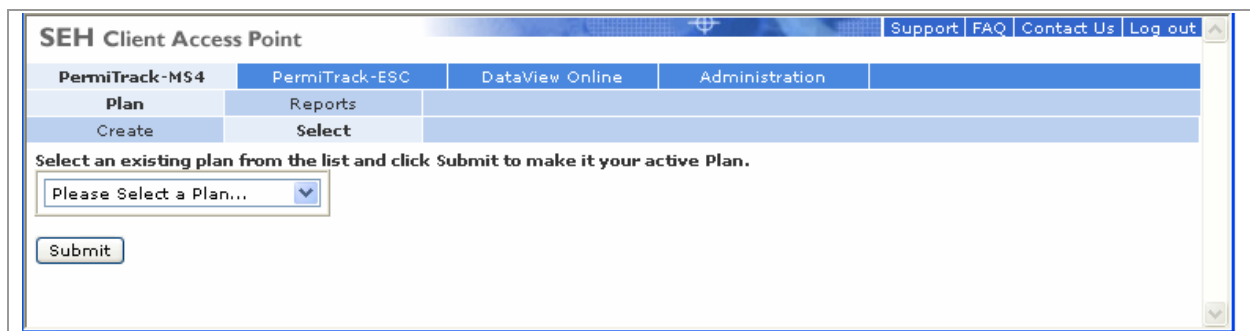 SEH Client Access Point
Support | FAQ | Contact Us | Log out
PermiTrack-MS4 PermiTrack-ESC DataView Online Administration
Plan Reports
Create Select
Select an existing plan from the list and click Submit to make it your active Plan.
Please Select a Plan...
Submit